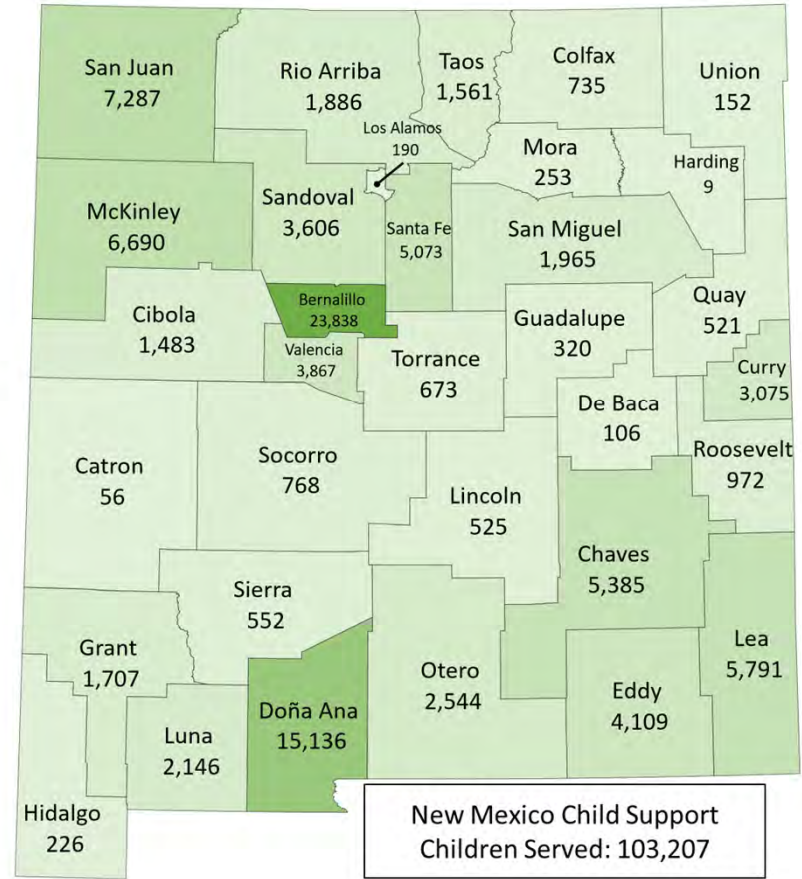 San Juan
7,287
Rio Arriba
1,886
Taos
1,561
Colfax
735
Union
152
Los Alamos
190
Mora
253
Harding
9
McKinley
6,690
Sandoval
3,606
Santa Fe
5,073
San Miguel
1,965
Cibola
1,483
Bernalillo
23,838
Valencia
3,867
Torrance
673
Guadalupe
320
Quay
521
Curry
3,075
De Baca
106
Roosevelt
972
Catron
56
Socorro
768
Lincoln
525
Chaves
5,385
Sierra
552
Grant
1,707
Luna
2,146
Doña Ana
15,136
Otero
2,544
Eddy
4,109
Lea
5,791
Hidalgo
226
New Mexico Child Support
Children Served: 103,207